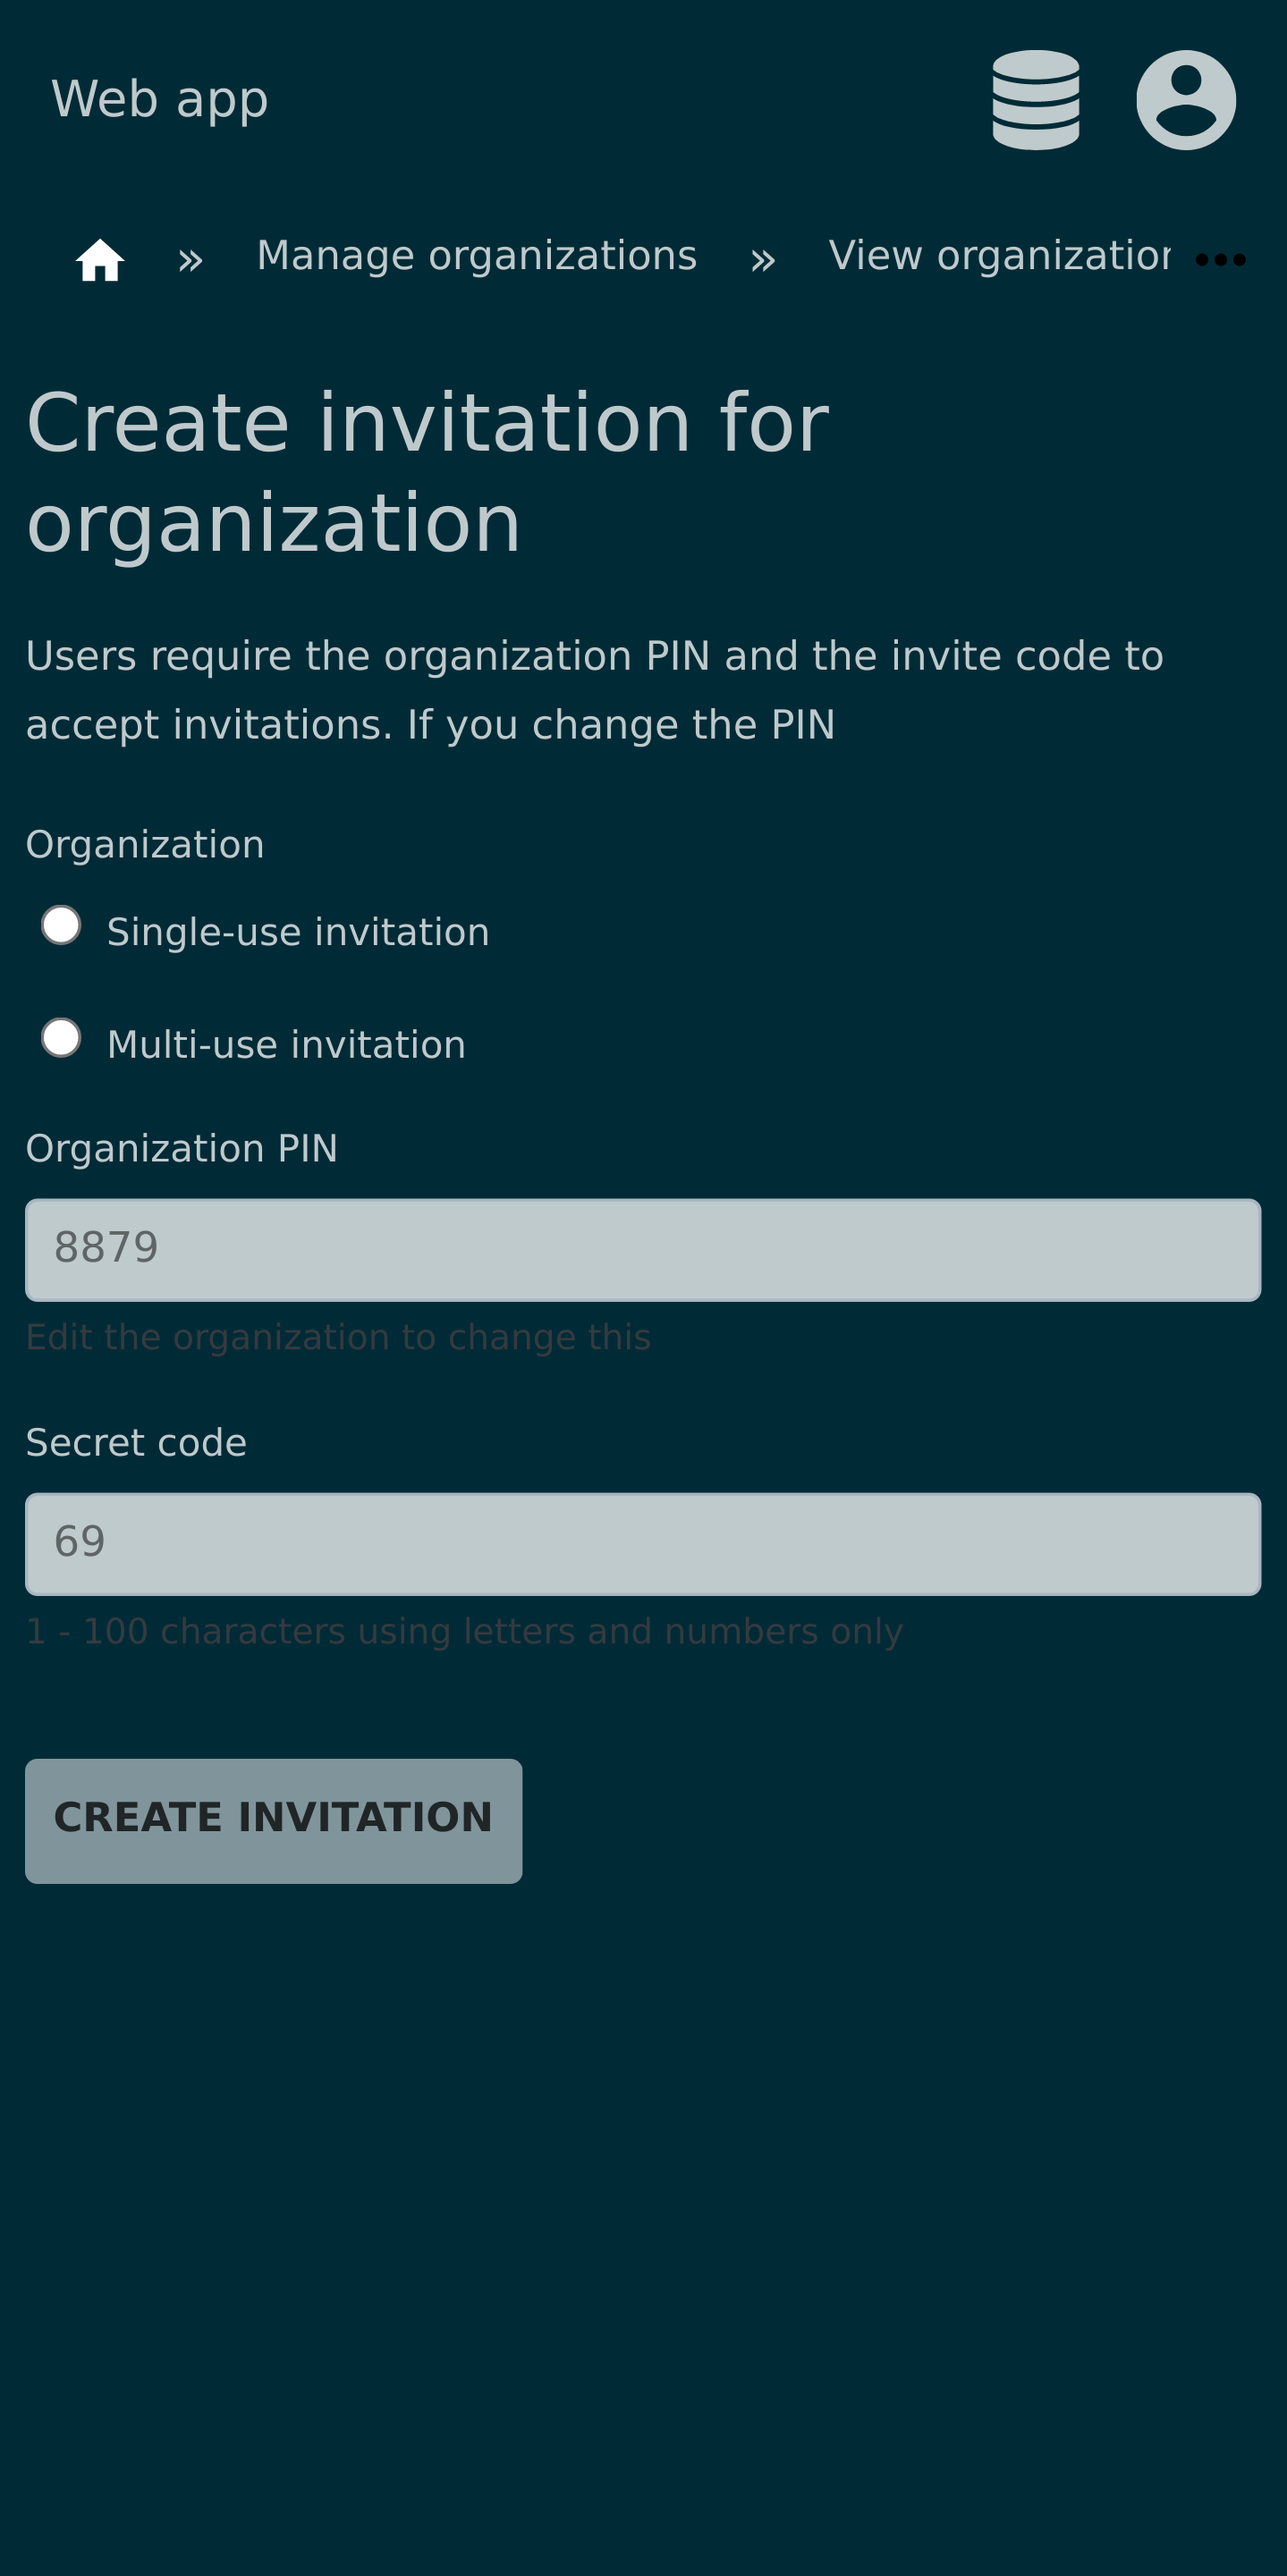 Web app
» Manage organizations » View organization
Create invitation for
organization
Users require the organization PIN and the invite code to
accept invitations. If you change the PIN
Organization
Single-use invitation
Multi-use invitation
Organization PIN
8879
Edit the organization to change this
Secret code
69
1 - 100 characters using letters and numbers only
CREATE INVITATION